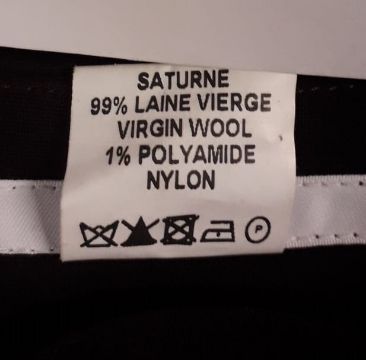 SATURNE
99% LAINE VIERGE
VIRGIN WOOL
1% POLYAMIDE
NYLON
P